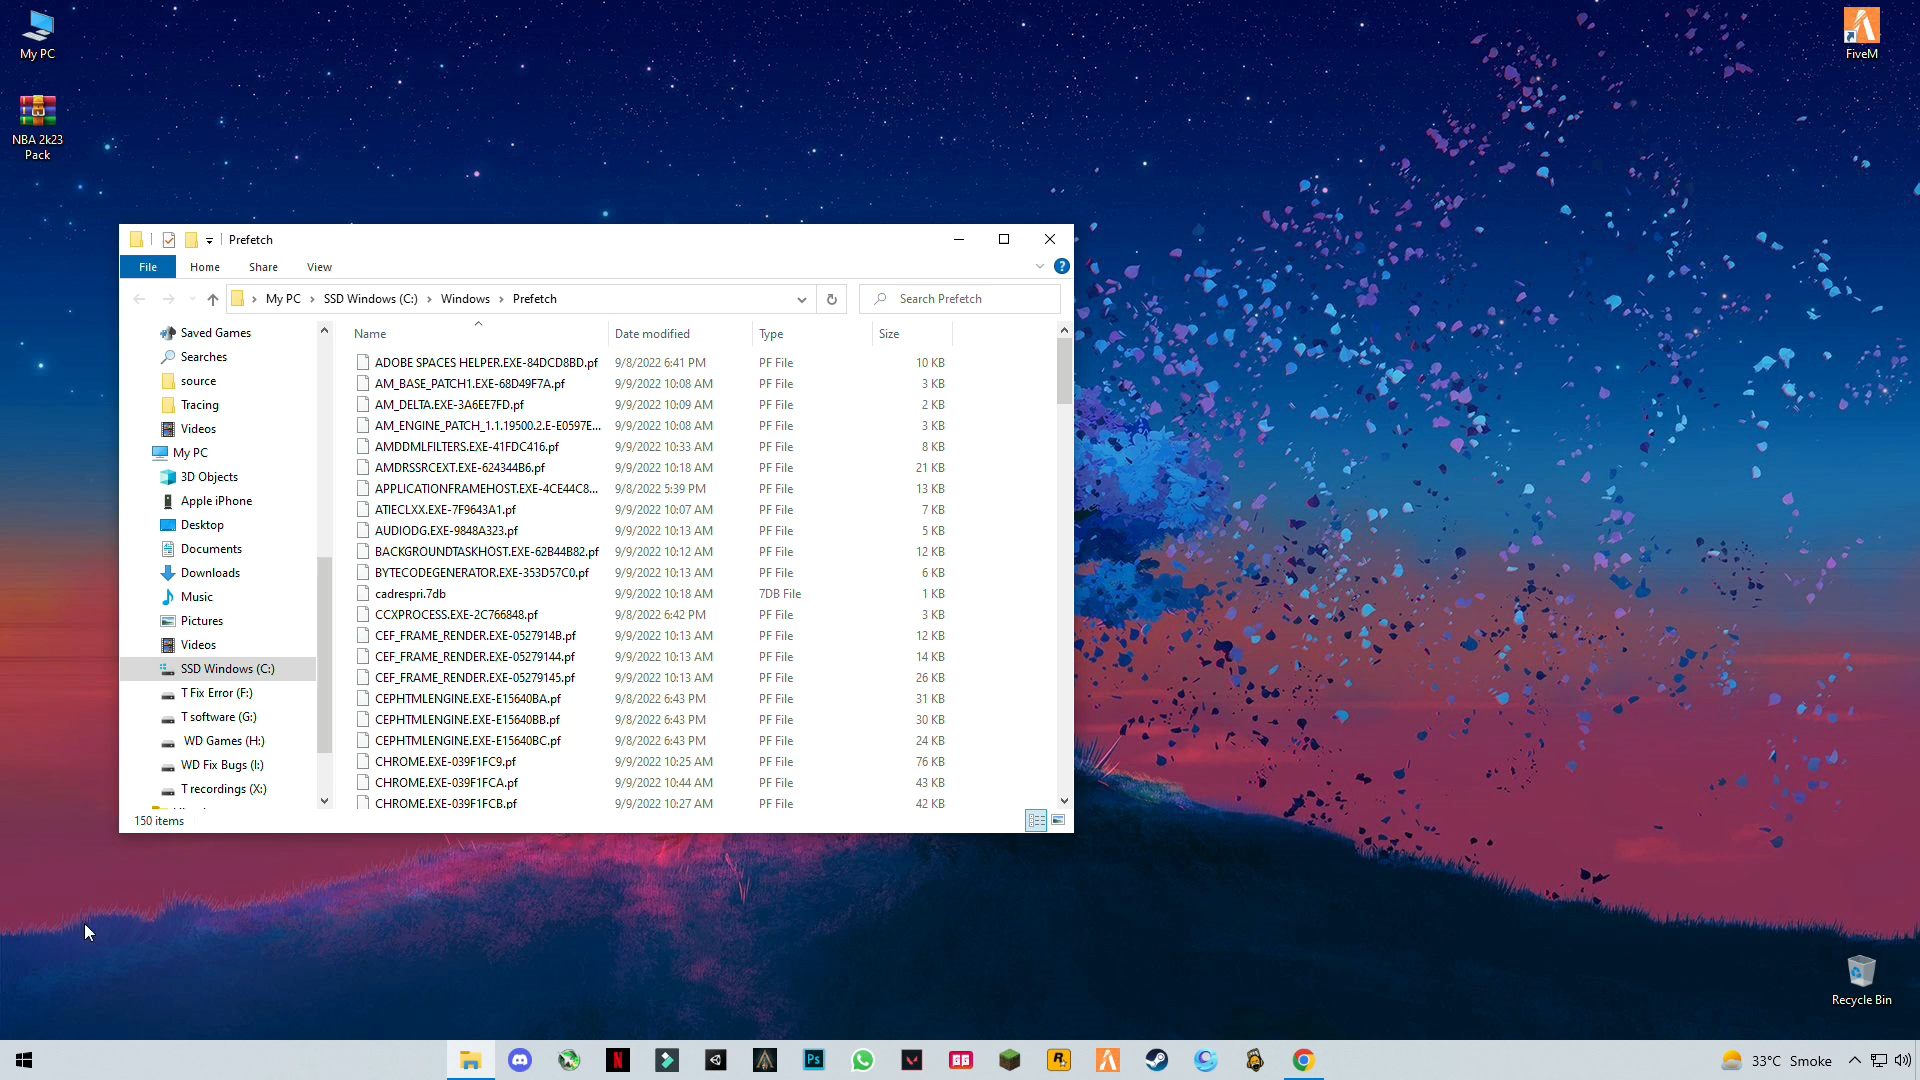 My PC
NBA 2k23
Pack
FiveM
Prefetch
File Home Share View
My PC SSD Windows (C:) Windows Prefetch
Search Prefetch
Saved Games
Searches
source
Tracing
Videos
My PC
3D Objects
Apple iPhone
Desktop
Documents
Downloads
Music
Pictures
Videos
SSD Windows (C:)
T Fix Error (F:)
T software (G:)
WD Games (H:)
WD Fix Bugs (I:)
T recordings (X:)
Name Date modified Type Size
ADOBE SPACES HELPER.EXE-84DCD8BD.pf 9/8/2022 6:41 PM PF File 10 KB
AM_BASE_PATCH1.EXE-68D49F7A.pf 9/9/2022 10:08 AM PF File 3 KB
AM_DELTA.EXE-3A6EE7FD.pf 9/9/2022 10:09 AM PF File 2 KB
AM_ENGINE_PATCH_1.1.19500.2.E-E0597E... 9/9/2022 10:08 AM PF File 3 KB
AMDDMLFILTERS.EXE-41FDC416.pf 9/9/2022 10:33 AM PF File 8 KB
AMDRSSRCEXT.EXE-624344B6.pf 9/9/2022 10:18 AM PF File 21 KB
APPLICATIONFRAMEHOST.EXE-4CE44C8... 9/8/2022 5:39 PM PF File 13 KB
ATIECLXX.EXE-7F9643A1.pf 9/9/2022 10:07 AM PF File 7 KB
AUDIODG.EXE-9848A323.pf 9/9/2022 10:13 AM PF File 5 KB
BACKGROUNDTASKHOST.EXE-62B44B82.pf 9/9/2022 10:12 AM PF File 12 KB
BYTECODEGENERATOR.EXE-353D57C0.pf 9/9/2022 10:13 AM PF File 6 KB
cadrespri.7db 9/9/2022 10:18 AM 7DB File 1 KB
CCXPROCESS.EXE-2C766848.pf 9/8/2022 6:42 PM PF File 3 KB
CEF_FRAME_RENDER.EXE-0527914B.pf 9/9/2022 10:13 AM PF File 12 KB
CEF_FRAME_RENDER.EXE-05279144.pf 9/9/2022 10:13 AM PF File 14 KB
CEF_FRAME_RENDER.EXE-05279145.pf 9/9/2022 10:13 AM PF File 26 KB
CEPHTMLENGINE.EXE-E15640BA.pf 9/8/2022 6:43 PM PF File 31 KB
CEPHTMLENGINE.EXE-E15640BB.pf 9/8/2022 6:43 PM PF File 30 KB
CEPHTMLENGINE.EXE-E15640BC.pf 9/8/2022 6:43 PM PF File 24 KB
CHROME.EXE-039F1FC9.pf 9/9/2022 10:25 AM PF File 76 KB
CHROME.EXE-039F1FCA.pf 9/9/2022 10:44 AM PF File 43 KB
CHROME.EXE-039F1FCB.pf 9/9/2022 10:27 AM PF File 42 KB
150 items
Recycle Bin
Ps
33°C Smoke